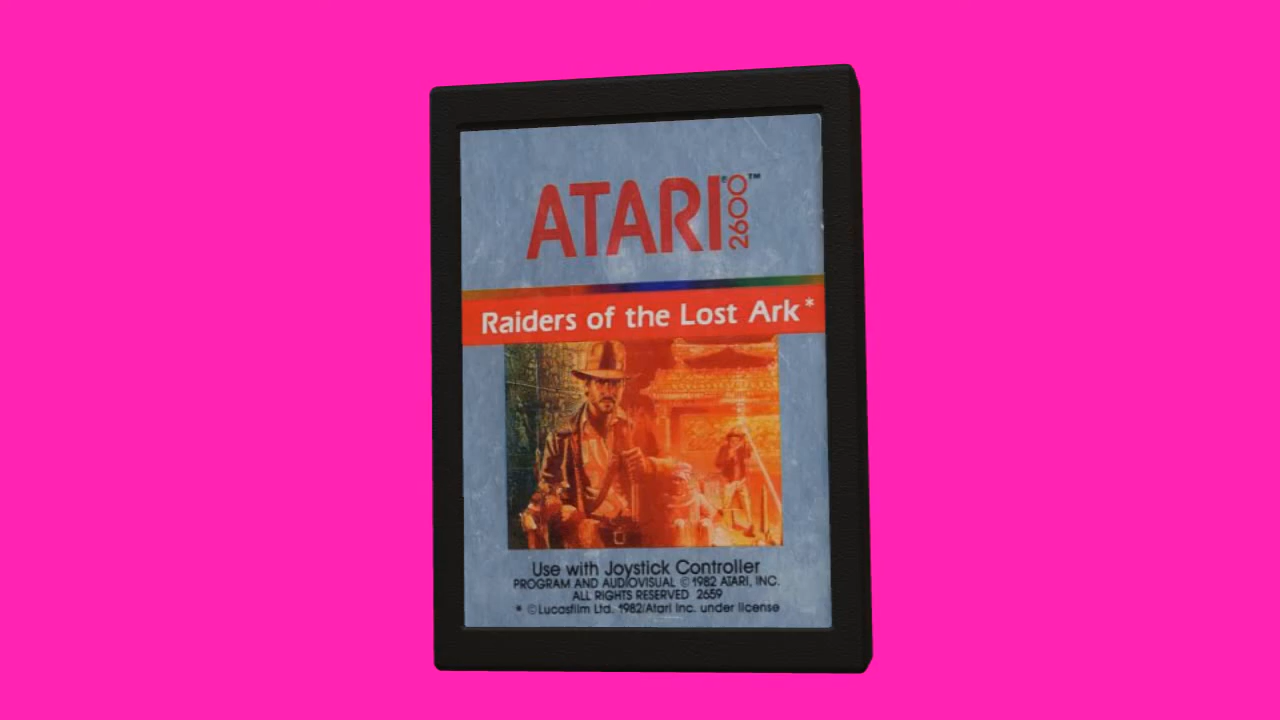 ATARI® 2600™
Raiders of the Lost Ark*
Use with Joystick Controller
PROGRAM AND AUDIOVISUAL ©1982 ATARI, INC.
ALL RIGHTS RESERVED 2659
* ©Lucasfilm Ltd. 1982/Atari Inc. under license